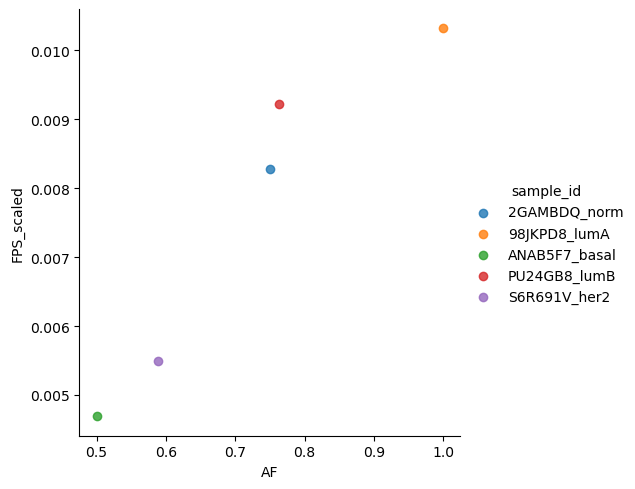 0.010
0.009
0.008
0.007
0.006
0.005
FPS_scaled
0.5 0.6 0.7 0.8 0.9 1.0
AF
sample_id
2GAMBDQ_norm
98JKPD8_lumA
ANAB5F7_basal
PU24GB8_lumB
S6R691V_her2